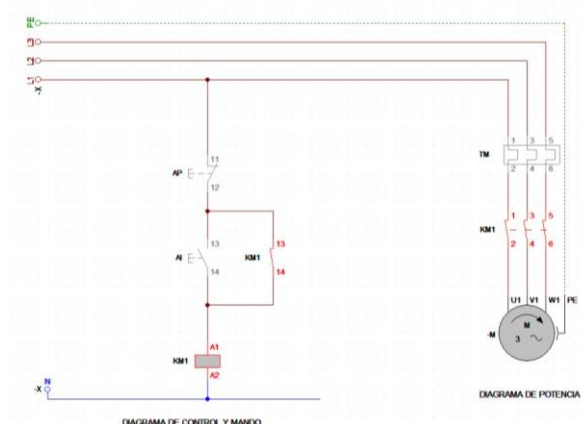 PE
L3
L2
L1
-X
11
AP
12
13
AI
14
13
KM1
14
A1
KM1
A2
N
-X
DIAGRAMA DE CONTROL Y MANDO
1 3 5
TM
2 4 6
1 3 5
KM1
2 4 6
U1 V1 W1 PE
M
-M
3 ~
DIAGRAMA DE POTENCIA